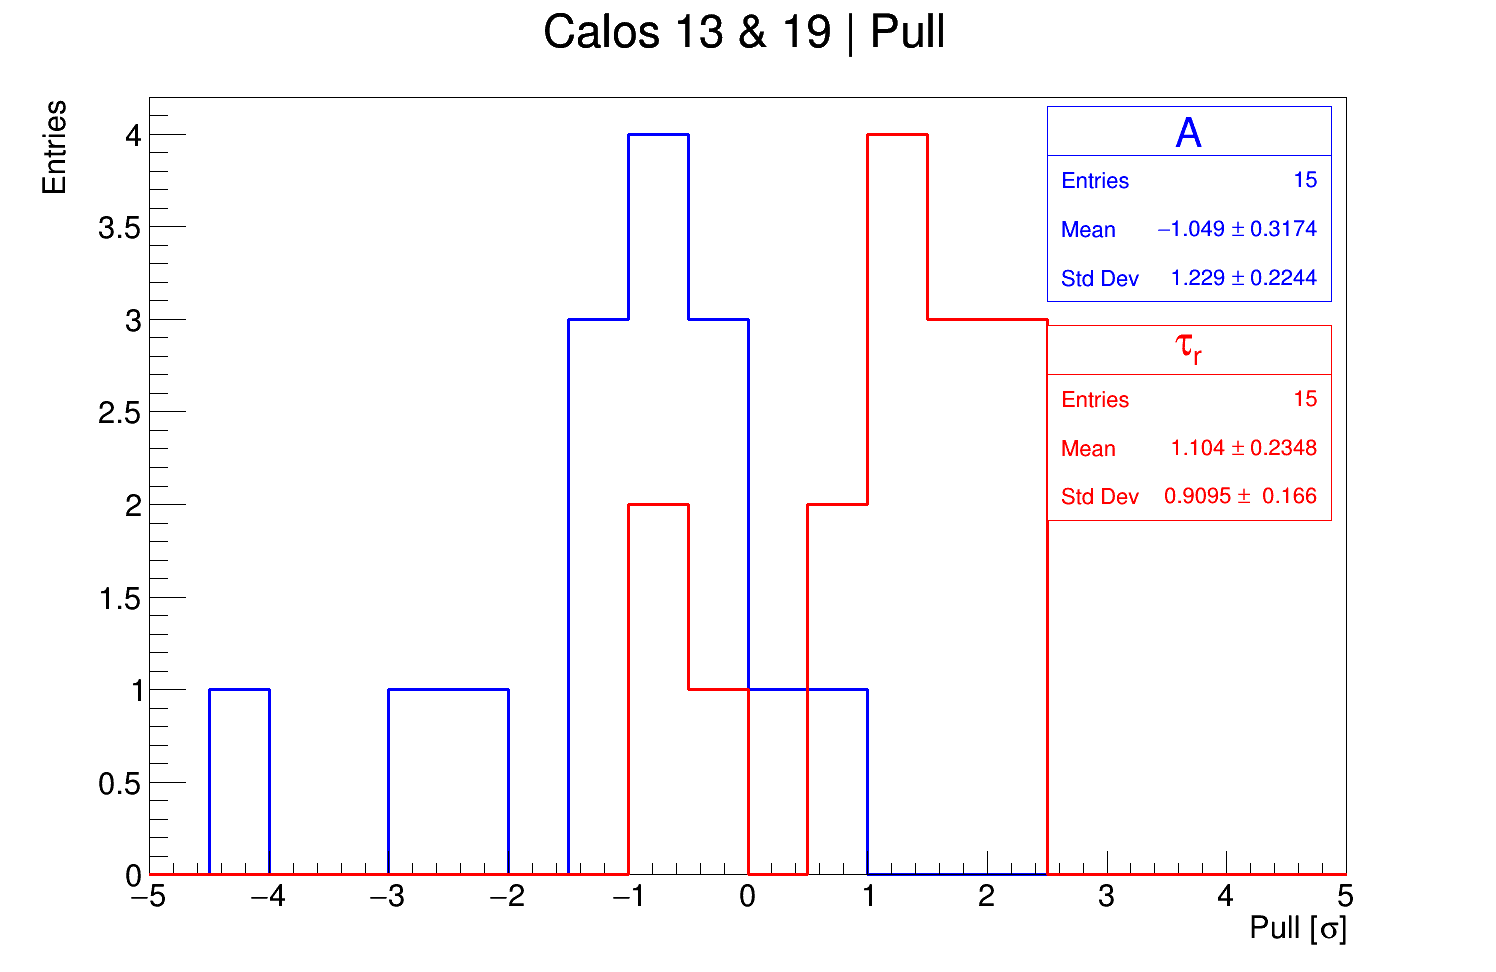 Calos 13 & 19 | Pull
Entries
4
3.5
3
2.5
2
1.5
1
0.5
0
−5 −4 −3 −2 −1 0 1 2 3 4 5
Pull [σ]
A
Entries 15
Mean −1.049 ± 0.3174
Std Dev 1.229 ± 0.2244
τr
Entries 15
Mean 1.104 ± 0.2348
Std Dev 0.9095 ± 0.166